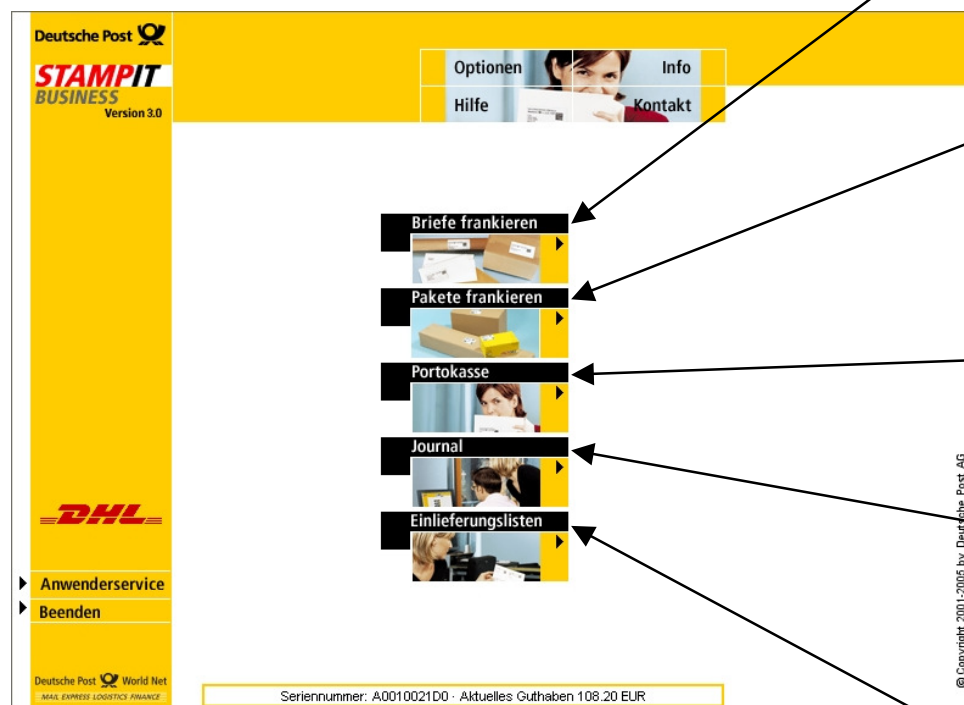 Deutsche Post
STAMPIT
BUSINESS
Version 3.0
Optionen
Info
Hilfe
Kontakt
Briefe frankieren
Pakete frankieren
Portokasse
Journal
Einlieferungslisten
DHL
Anwenderservice
Beenden
Deutsche Post World Net
MAIL EXPRESS LOGISTICS FINANCE
Seriennummer: A0010021D0 · Aktuelles Guthaben 108.20 EUR
© Copyright 2001-2005 by Deutsche Post AG